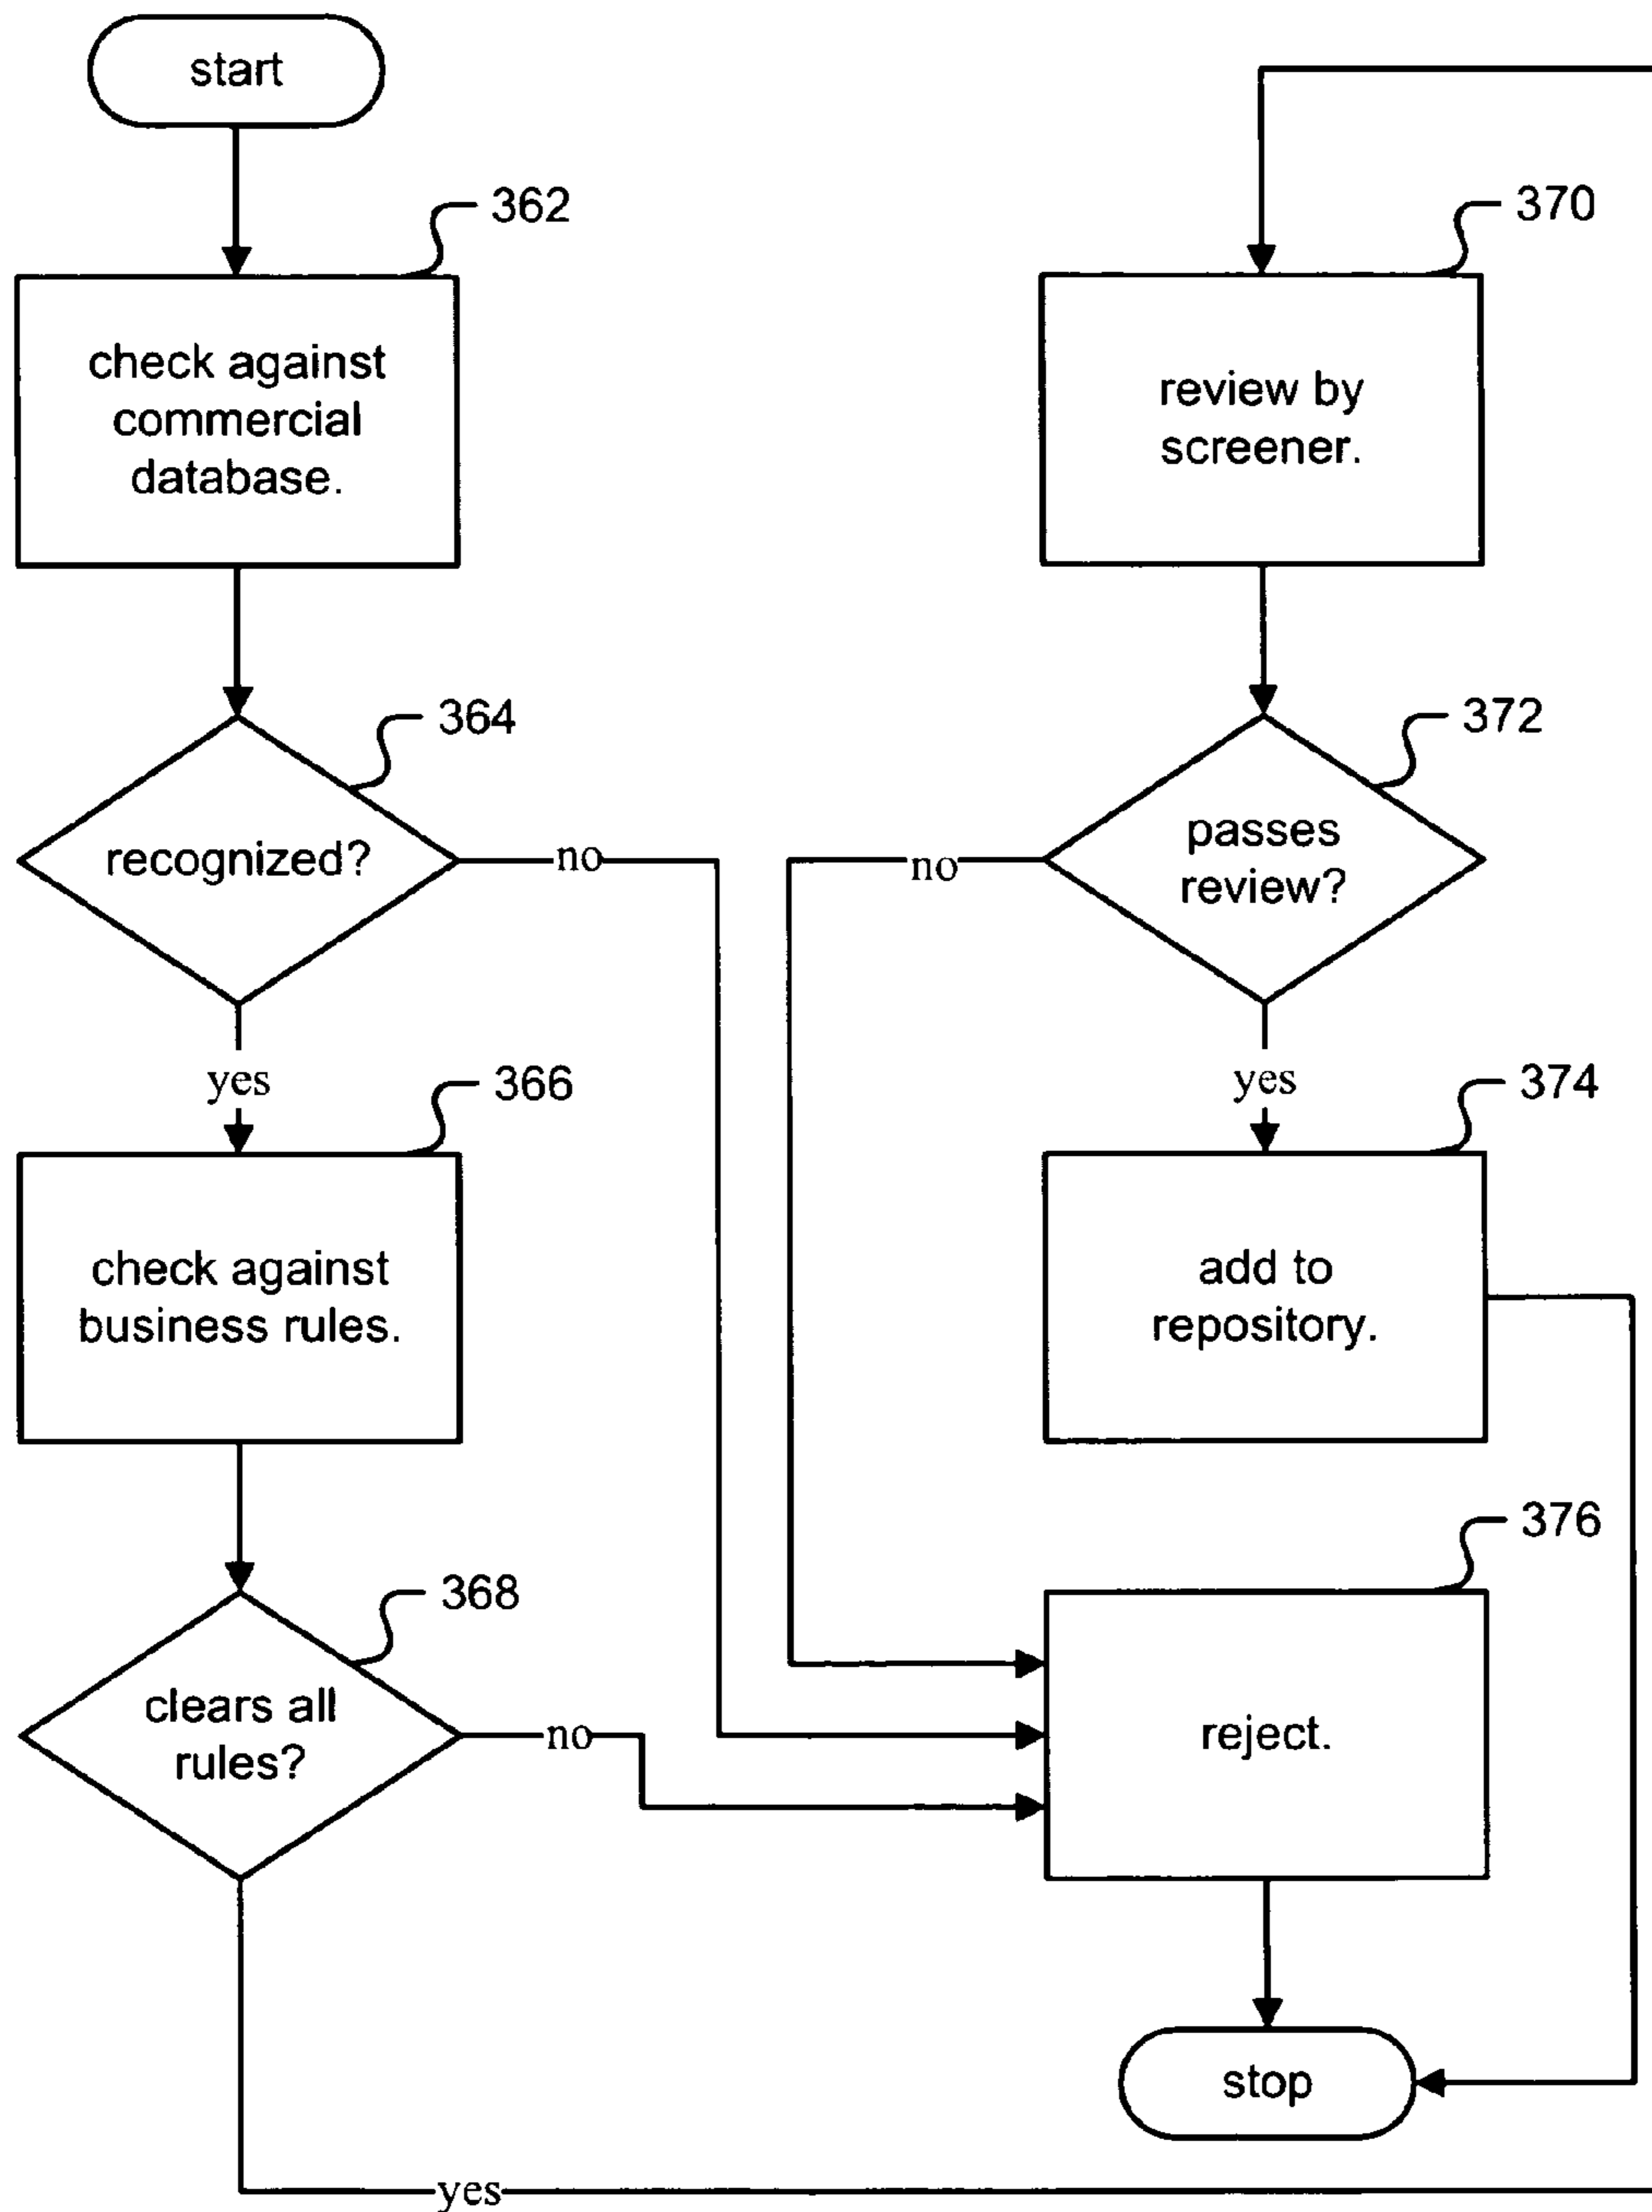 start
362
check against
commercial
database.
364
recognized?
no
yes
366
check against
business rules.
368
clears all
rules?
no
yes
370
review by
screener.
372
passes
review?
no
yes
374
add to
repository.
376
reject.
stop